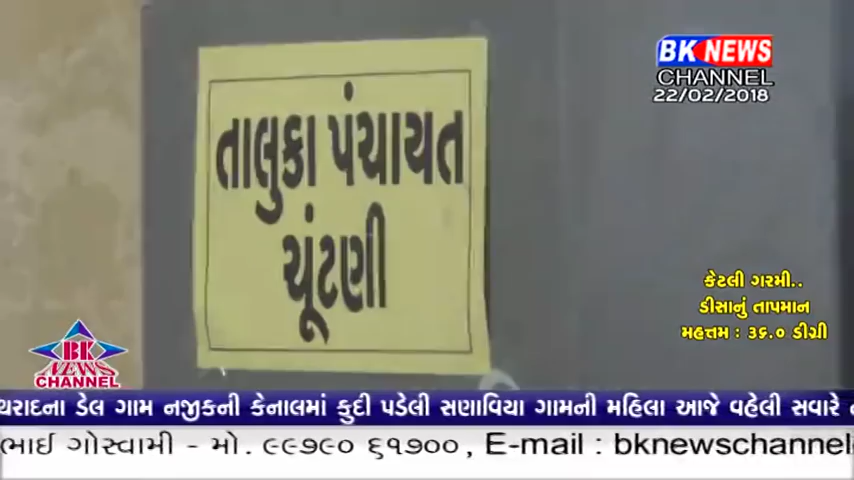 BK NEWS
CHANNEL
22/02/2018
તાલુકા પંચાયત
ચૂંટણી
કેટલી ગરમી..
ડીસાનું તાપમાન
મહત્તમ : ૩૬.૦ ડીગ્રી
BK
NEWS
CHANNEL
થરાદના ડેલ ગામ નજીકની કેનાલમાં કુદી પડેલી સણાવિયા ગામની મહિલા આજે વહેલી સવારે
ભાઈ ગોસ્વામી - મો. ૯૯૭૯૦ ૬૧૭૦૦, E-mail : bknewschannel